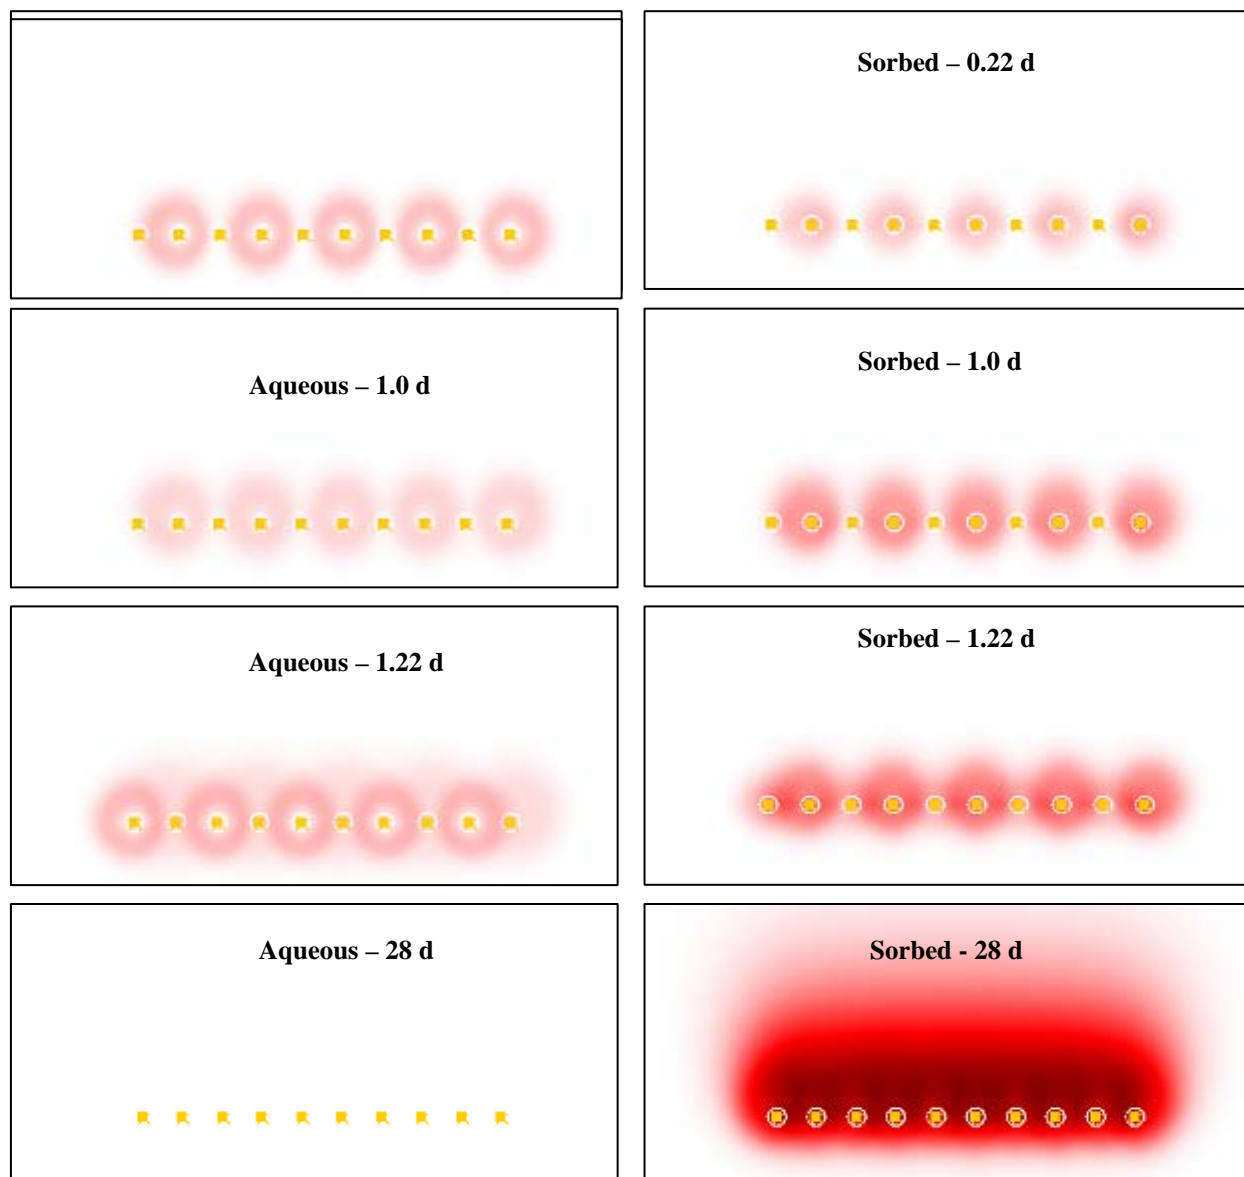 Sorbed – 0.22 d
Aqueous – 1.0 d
Sorbed – 1.0 d
Aqueous – 1.22 d
Sorbed – 1.22 d
Aqueous – 28 d
Sorbed - 28 d